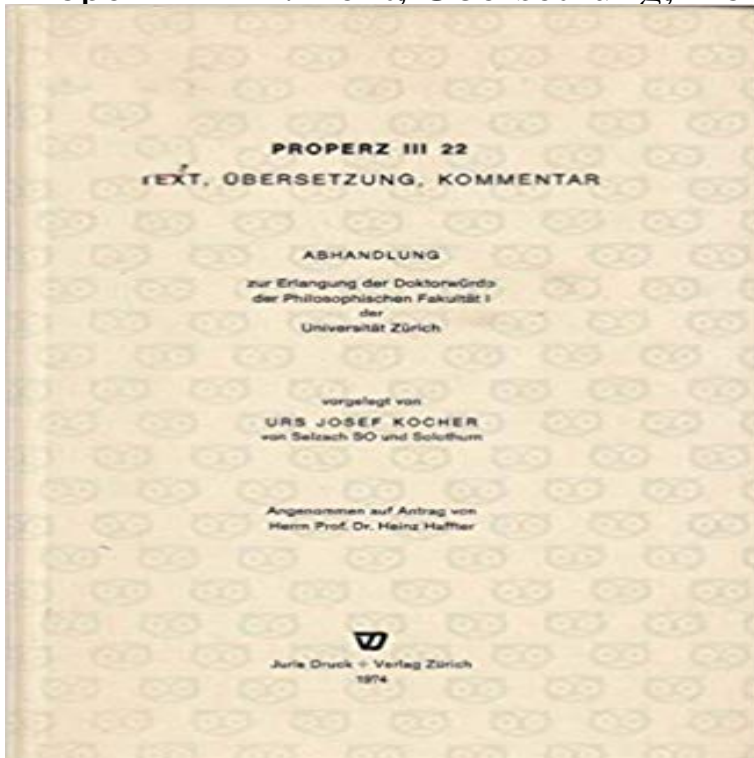 PROPERZ III 22
TEXT, ÜBERSETZUNG, KOMMENTAR
ABHANDLUNG
zur Erlangung der Doktorwürde
der Philosophischen Fakultät I
der
Universität Zürich
vorgelegt von
URS JOSEF KOCHER
von Selzach SO und Solothurn
Angenommen auf Antrag von
Herrn Prof. Dr. Heinz Haffter
Juris Druck + Verlag Zürich
1974